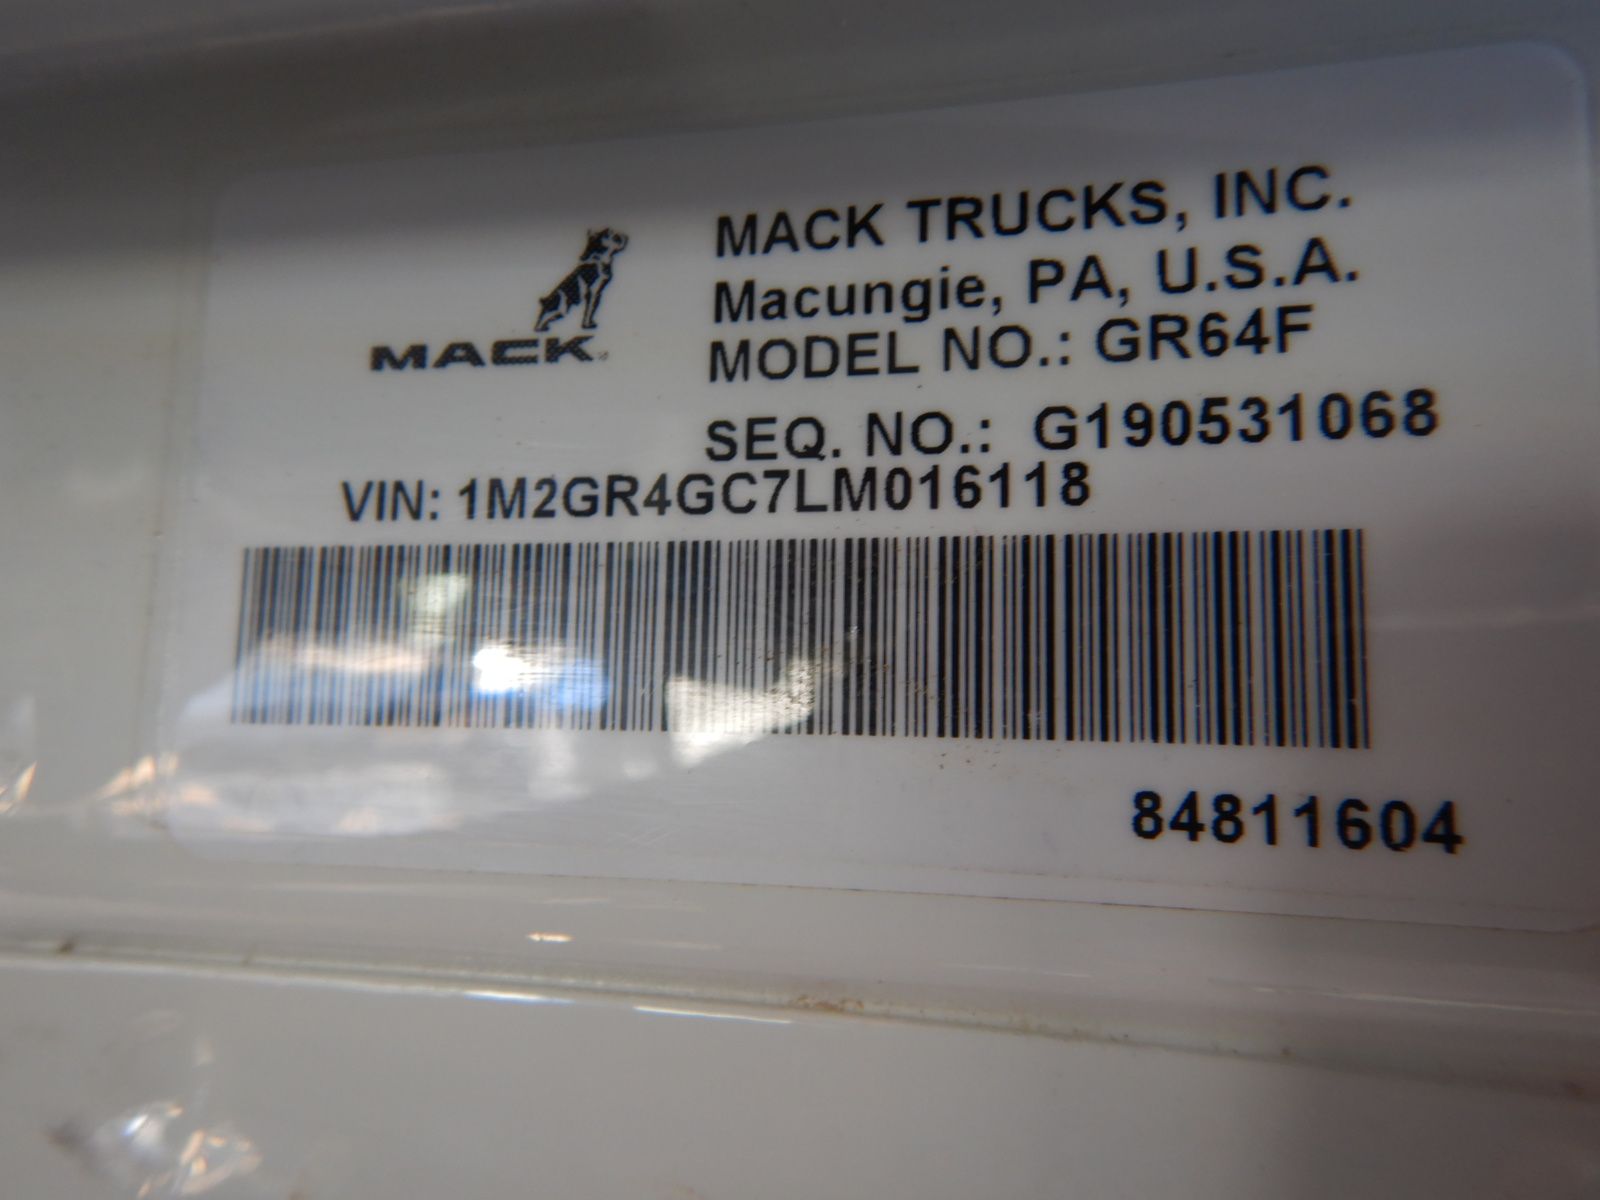 MACK TRUCKS, INC.
Macungie, PA, U.S.A.
MACK
MODEL NO.: GR64F
SEQ. NO.: G190531068
VIN: 1M2GR4GC7LM016118
84811604